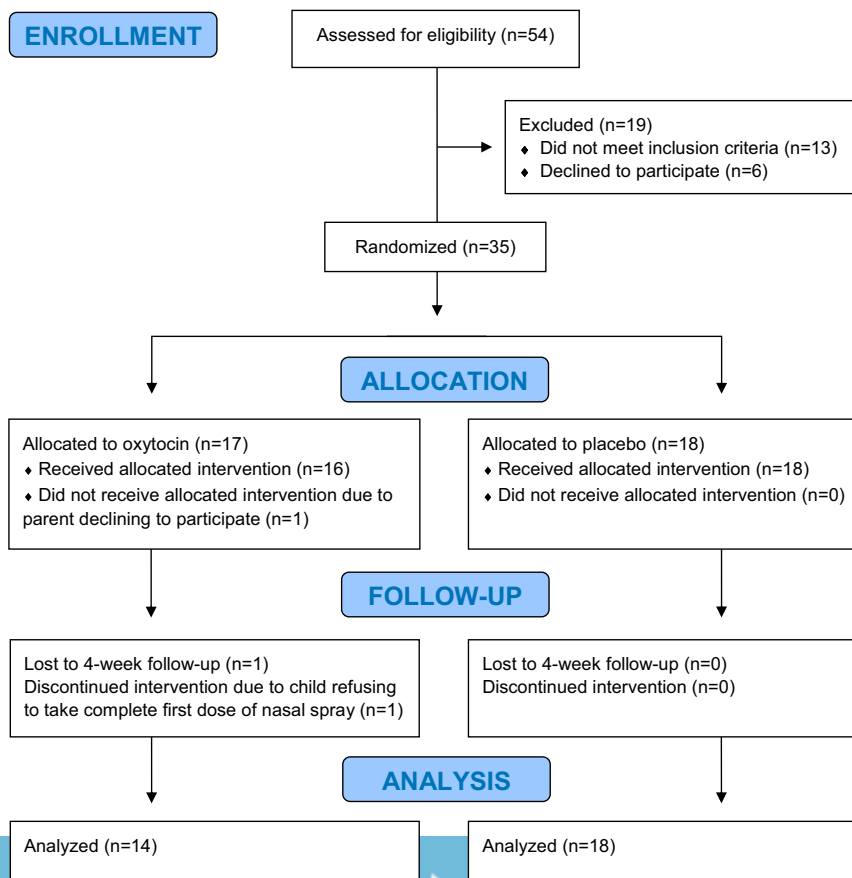 ENROLLMENT
Assessed for eligibility (n=54)
Excluded (n=19)
♦ Did not meet inclusion criteria (n=13)
♦ Declined to participate (n=6)
Randomized (n=35)
ALLOCATION
Allocated to oxytocin (n=17)
♦ Received allocated intervention (n=16)
♦ Did not receive allocated intervention due to
parent declining to participate (n=1)
Allocated to placebo (n=18)
♦ Received allocated intervention (n=18)
♦ Did not receive allocated intervention (n=0)
FOLLOW-UP
Lost to 4-week follow-up (n=1)
Discontinued intervention due to child refusing
to take complete first dose of nasal spray (n=1)
Lost to 4-week follow-up (n=0)
Discontinued intervention (n=0)
ANALYSIS
Analyzed (n=14)
Analyzed (n=18)